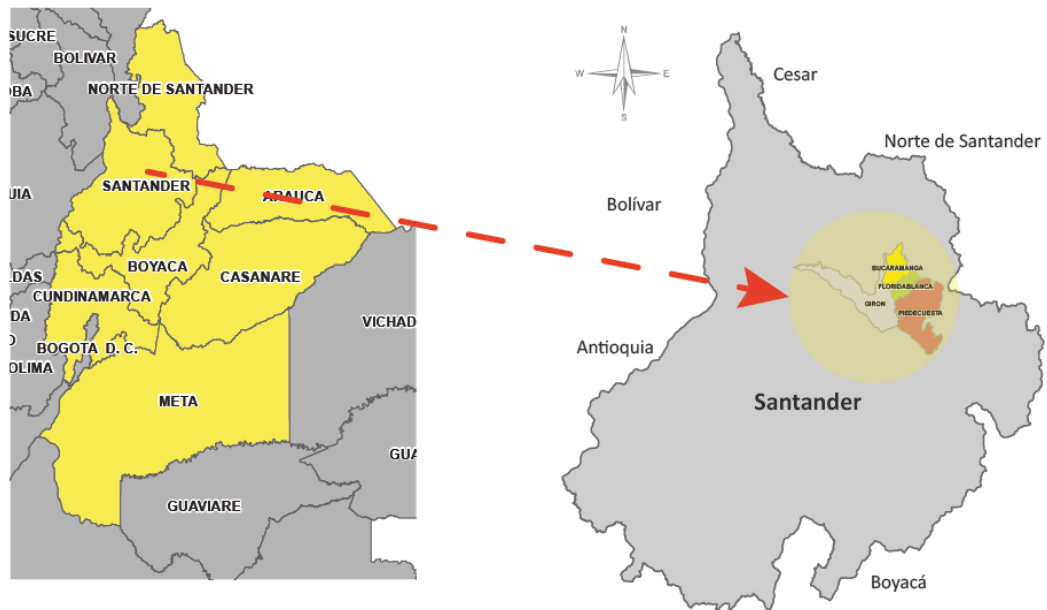 SUCRE
BOLIVAR
OBA
NORTE DE SANTANDER
UIA
SANTANDER
ARAUCA
BOYACA
CASANARE
LDAS
CUNDINAMARCA
DA
VICHAD
O
BOGOTA D. C.
OLIMA
META
GUA
GUAVIARE
N
W E
S
Cesar
Norte de Santander
Bolívar
BUCARAMANGA
FLORIDABLANCA
GIRON
PIEDECUESTA
Antioquia
Santander
Boyacá